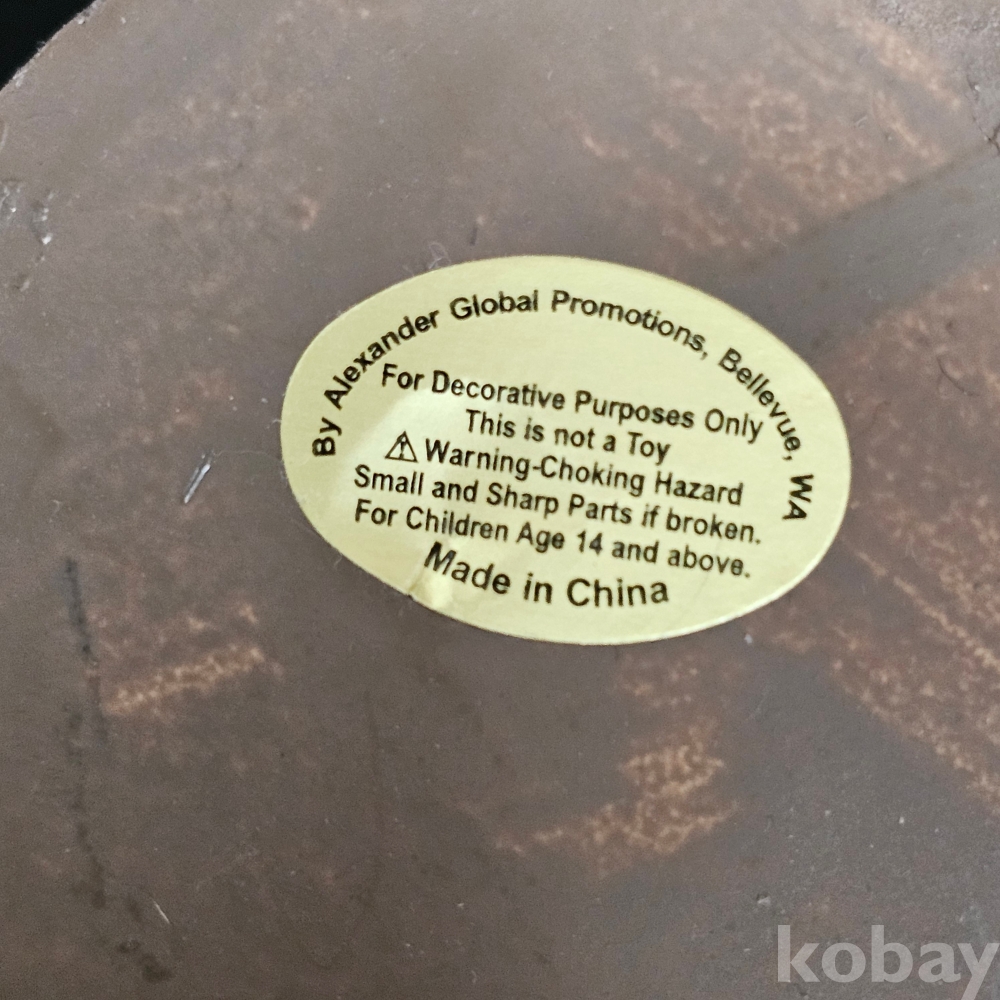 By Alexander Global Promotions, Bellevue, WA
For Decorative Purposes Only
This is not a Toy
Warning-Choking Hazard
Small and Sharp Parts if broken.
For Children Age 14 and above.
Made in China
kobay